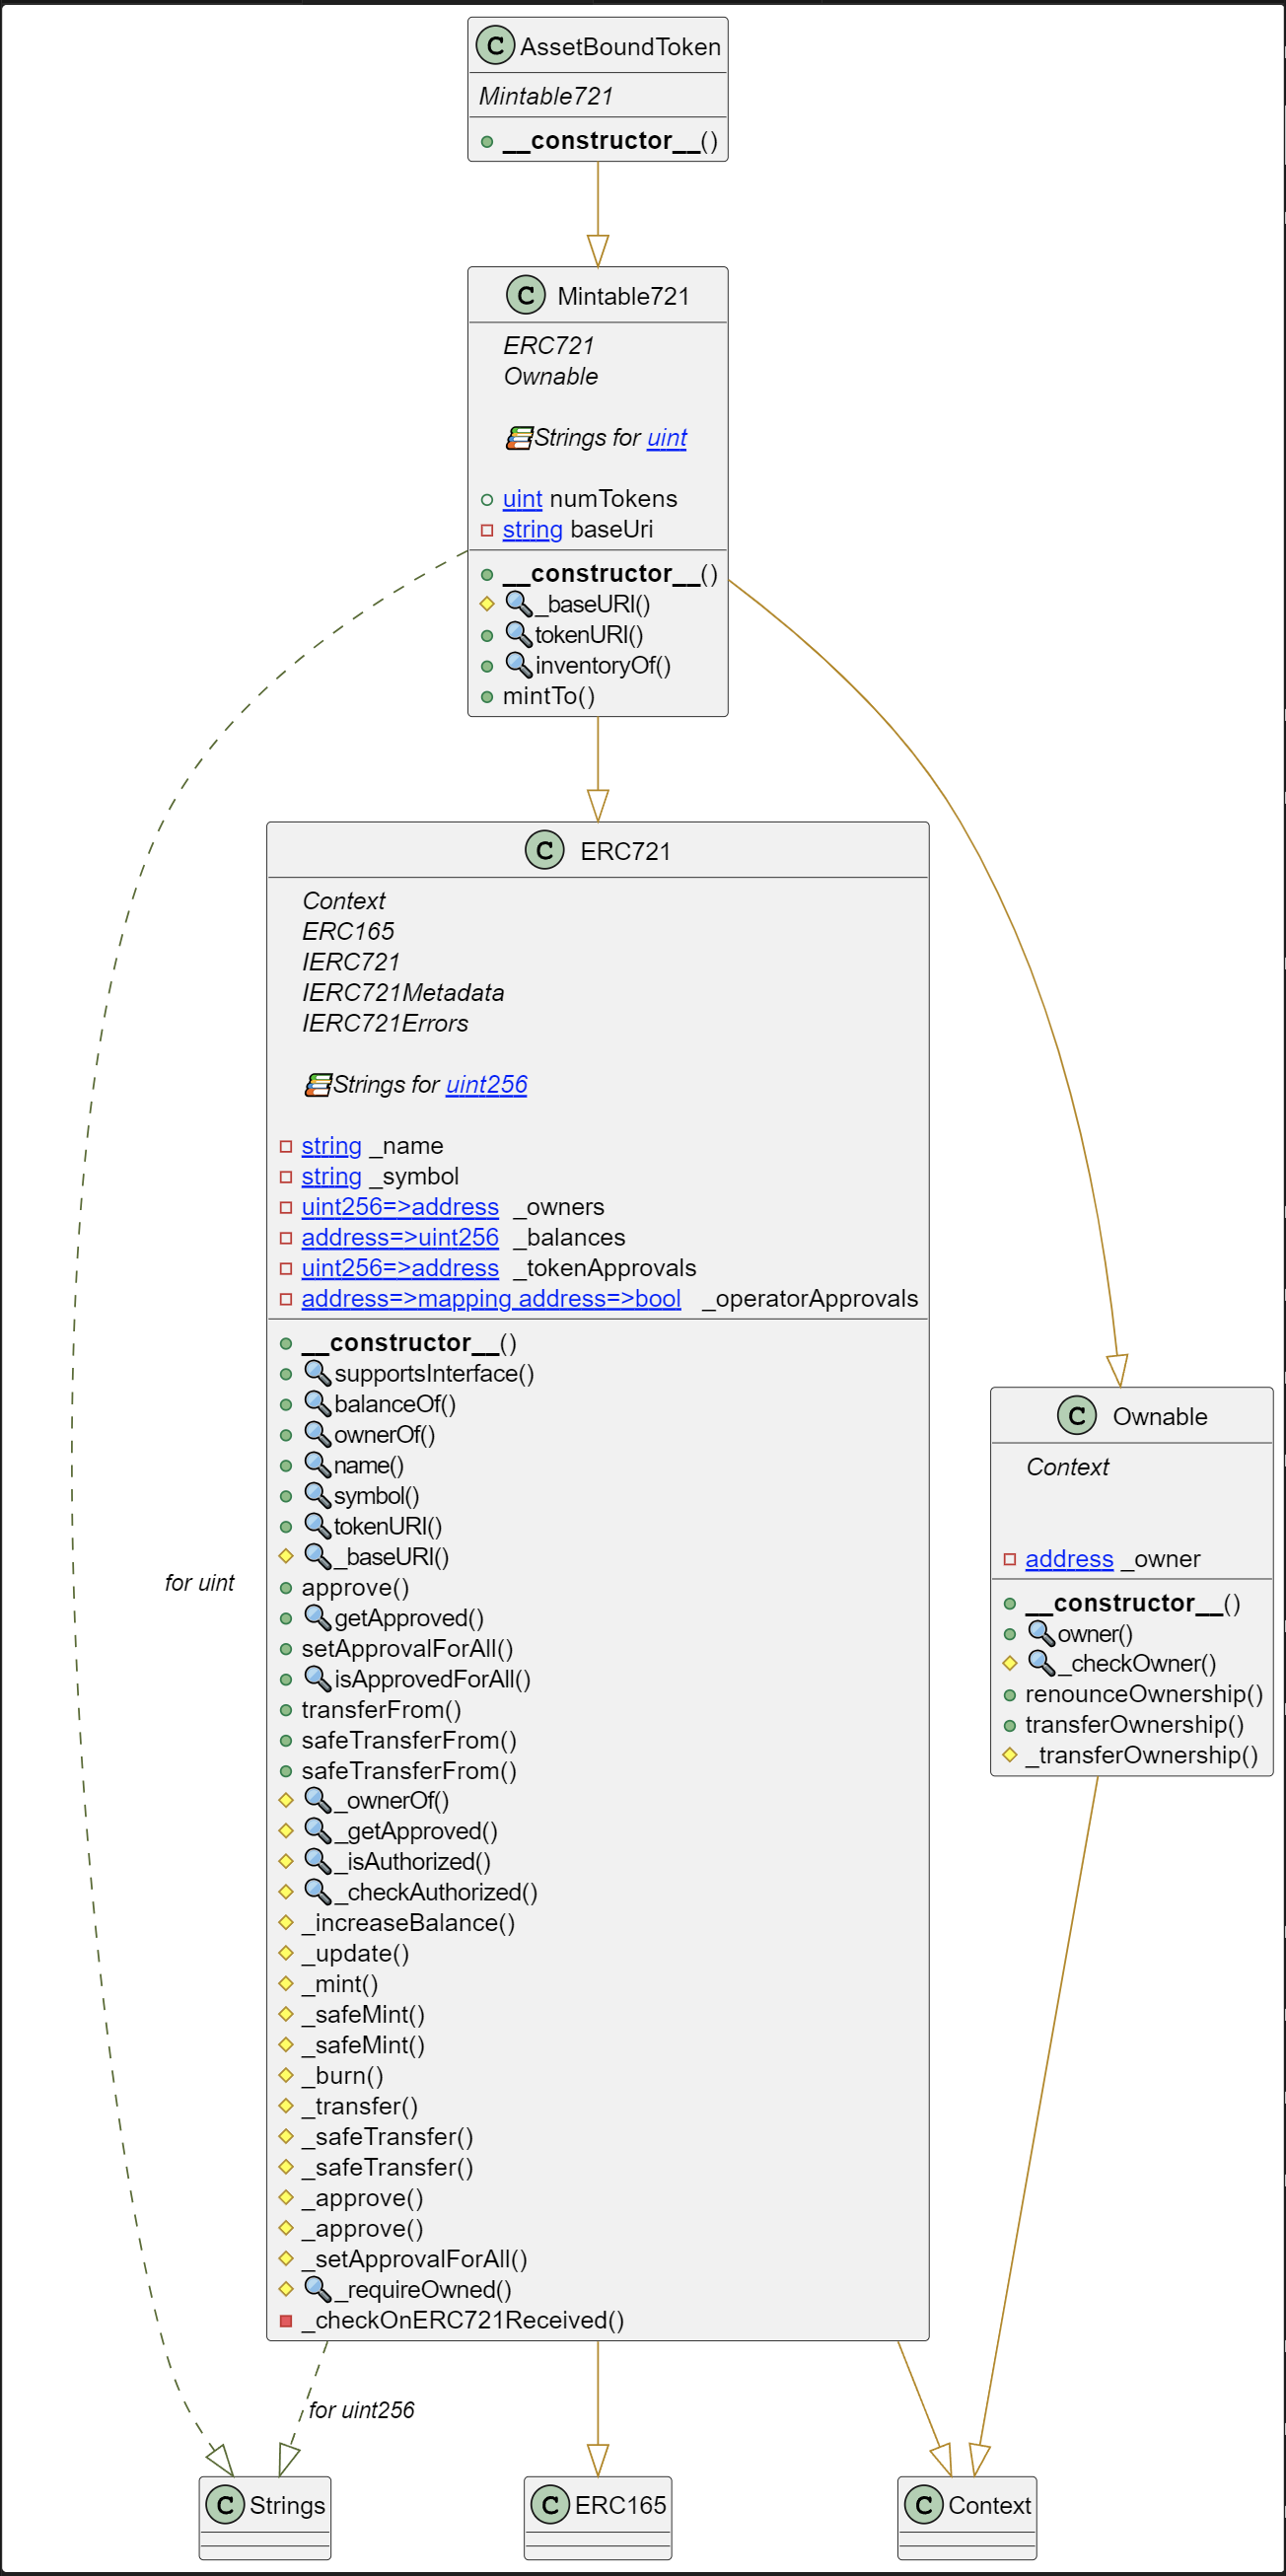 C AssetBoundToken
Mintable721
__constructor__()
C Mintable721
ERC721
Ownable
Strings for uint
uint numTokens
string baseUri
__constructor__()
_baseURI()
tokenURI()
inventoryOf()
mintTo()
C ERC721
Context
ERC165
IERC721
IERC721Metadata
IERC721Errors
Strings for uint256
string _name
string _symbol
uint256=>address _owners
address=>uint256 _balances
uint256=>address _tokenApprovals
address=>mapping address=>bool _operatorApprovals
__constructor__()
supportsInterface()
balanceOf()
ownerOf()
name()
symbol()
tokenURI()
_baseURI()
approve()
getApproved()
setApprovalForAll()
isApprovedForAll()
transferFrom()
safeTransferFrom()
safeTransferFrom()
_ownerOf()
_getApproved()
_isAuthorized()
_checkAuthorized()
_increaseBalance()
_update()
_mint()
_safeMint()
_safeMint()
_burn()
_transfer()
_safeTransfer()
_safeTransfer()
_approve()
_approve()
_setApprovalForAll()
_requireOwned()
_checkOnERC721Received()
C Ownable
Context
address _owner
__constructor__()
owner()
_checkOwner()
renounceOwnership()
transferOwnership()
_transferOwnership()
for uint
for uint256
C Strings
C ERC165
C Context